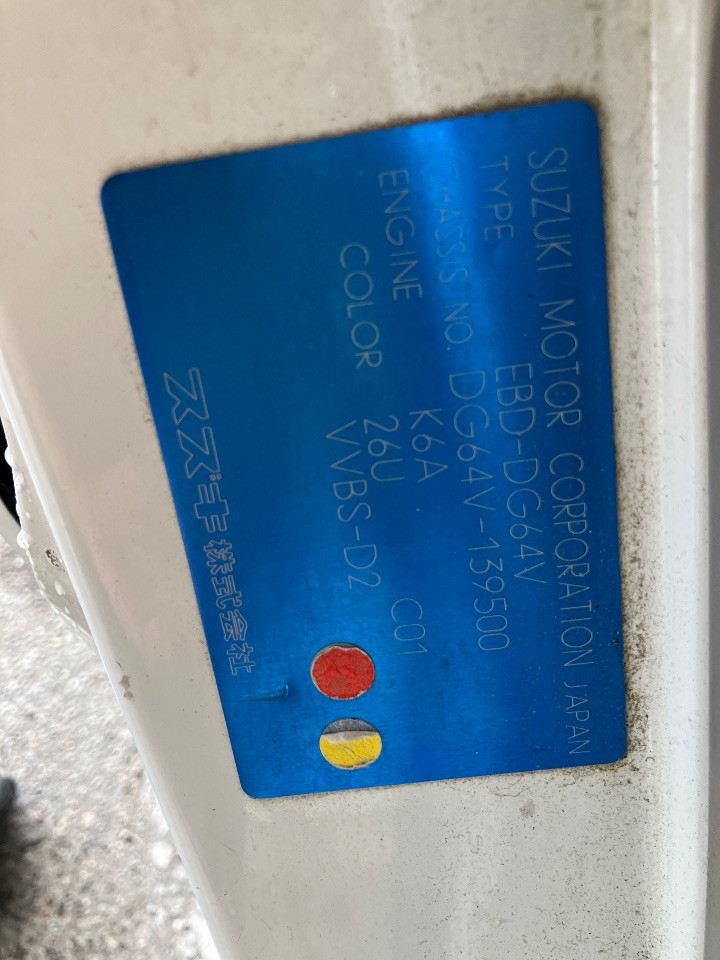 SUZUKI MOTOR CORPORATION JAPAN
TYPE EBD-DG64V
CHASSIS NO. DG64V-139500
ENGINE K6A
COLOR 26U C01
VVBS-D2
スズキ株式会社